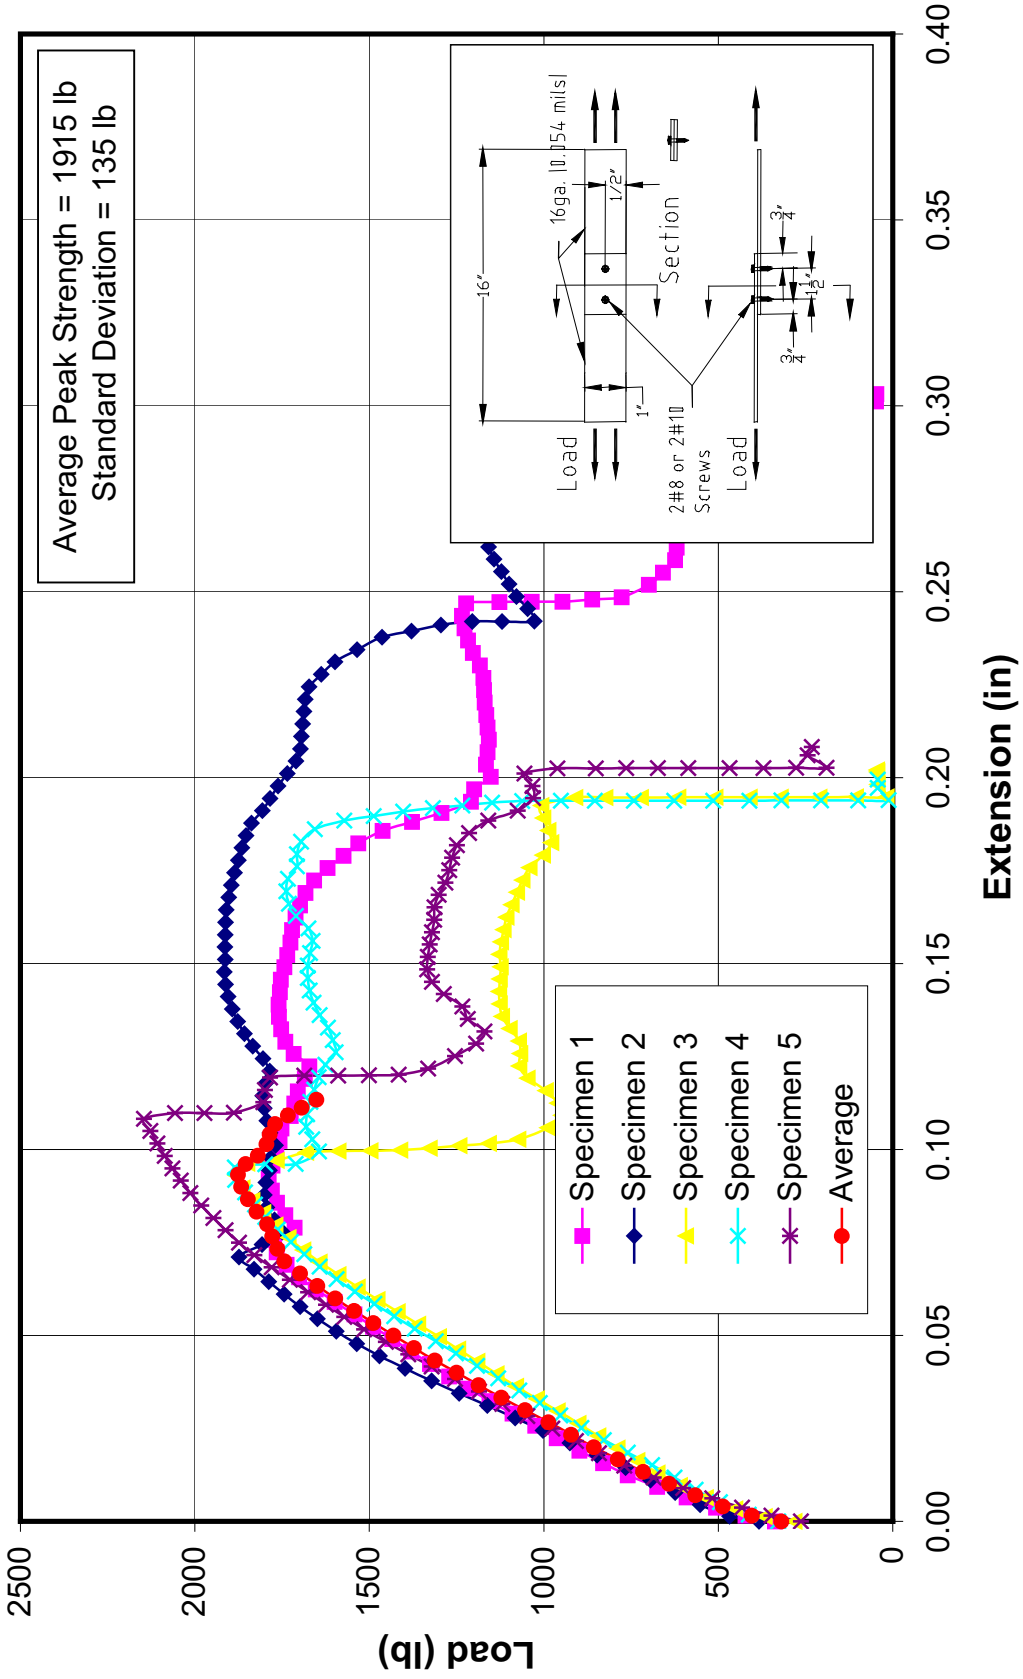 Average Peak Strength = 1915 lb
Standard Deviation = 135 lb
2500
2000
1500
1000
500
0
Load (lb)
0.00
0.05
0.10
0.15
0.20
0.25
0.30
0.35
0.40
Extension (in)
Specimen 1
Specimen 2
Specimen 3
Specimen 4
Specimen 5
Average
16"
16ga. (0.054 mils)
Load
1"
1/2"
Section
2#8 or 2#10
Screws
Load
3/4"
1 1/2"
3/4"